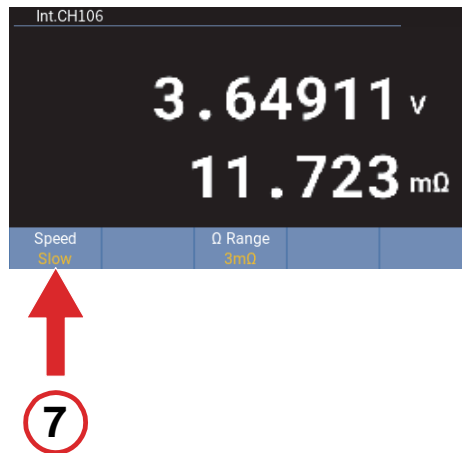 Int.CH106
3.64911 V
11.723 mΩ
Speed Ω Range
Slow 3mΩ
7